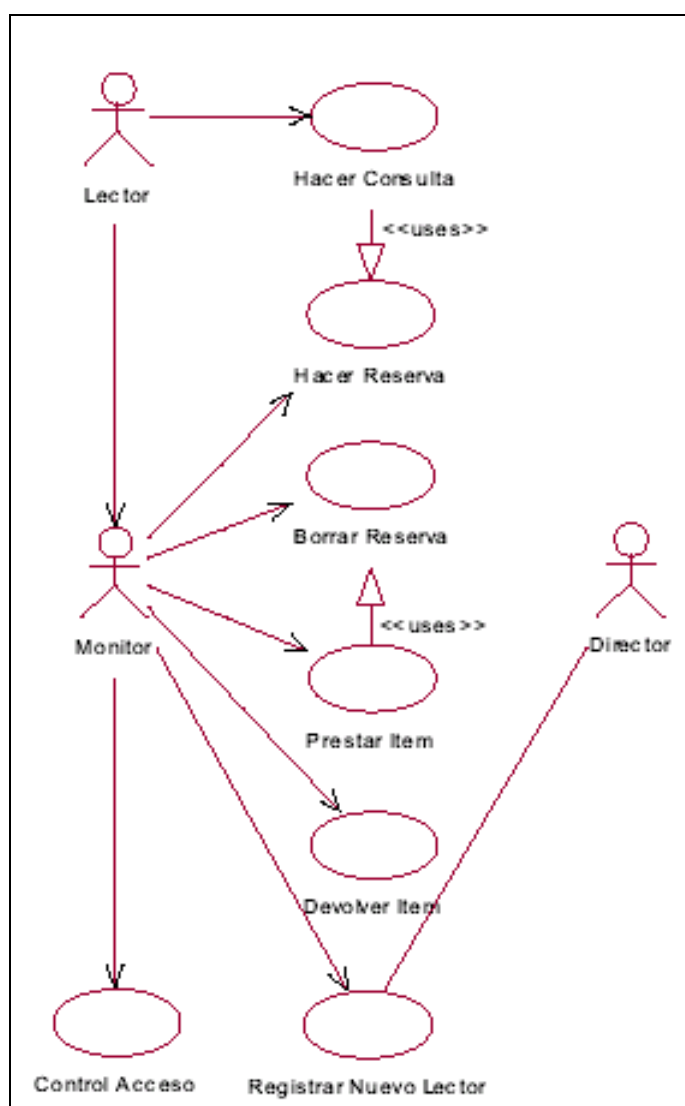 Lector
Hacer Consulta
<<uses>>
Hacer Reserva
Borrar Reserva
Monitor
<<uses>>
Director
Prestar Item
Devolver Item
Control Acceso
Registrar Nuevo Lector